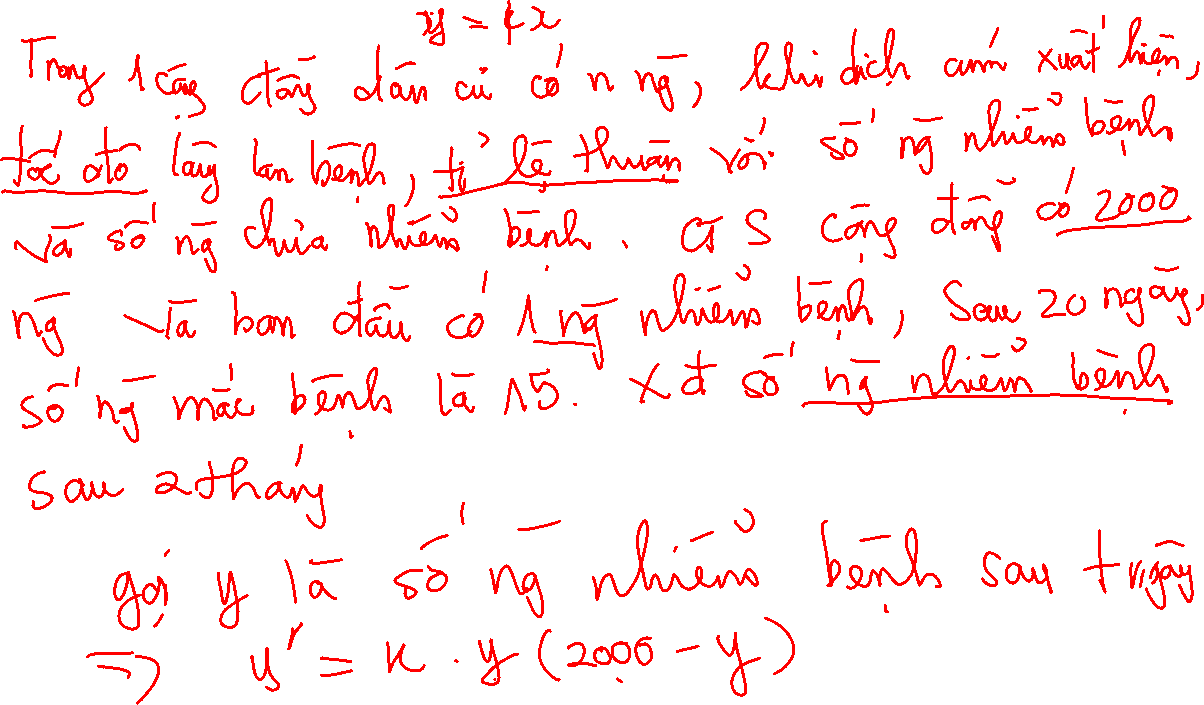 y = kx
Trong 1 cộng đồng dân cư có n ng, khi dịch cúm xuất hiện,
tốc độ lây lan bệnh, tỉ lệ thuận với số ng nhiễm bệnh
và số ng chưa nhiễm bệnh. GS cộng đồng có 2000
ng và ban đầu có 1 ng nhiễm bệnh, Sau 20 ngày,
số ng mắc bệnh là 15. Xđ số ng nhiễm bệnh
sau 2 tháng
gọi y là số ng nhiễm bệnh sau t ngày
=> y' = k . y (2000 - y)